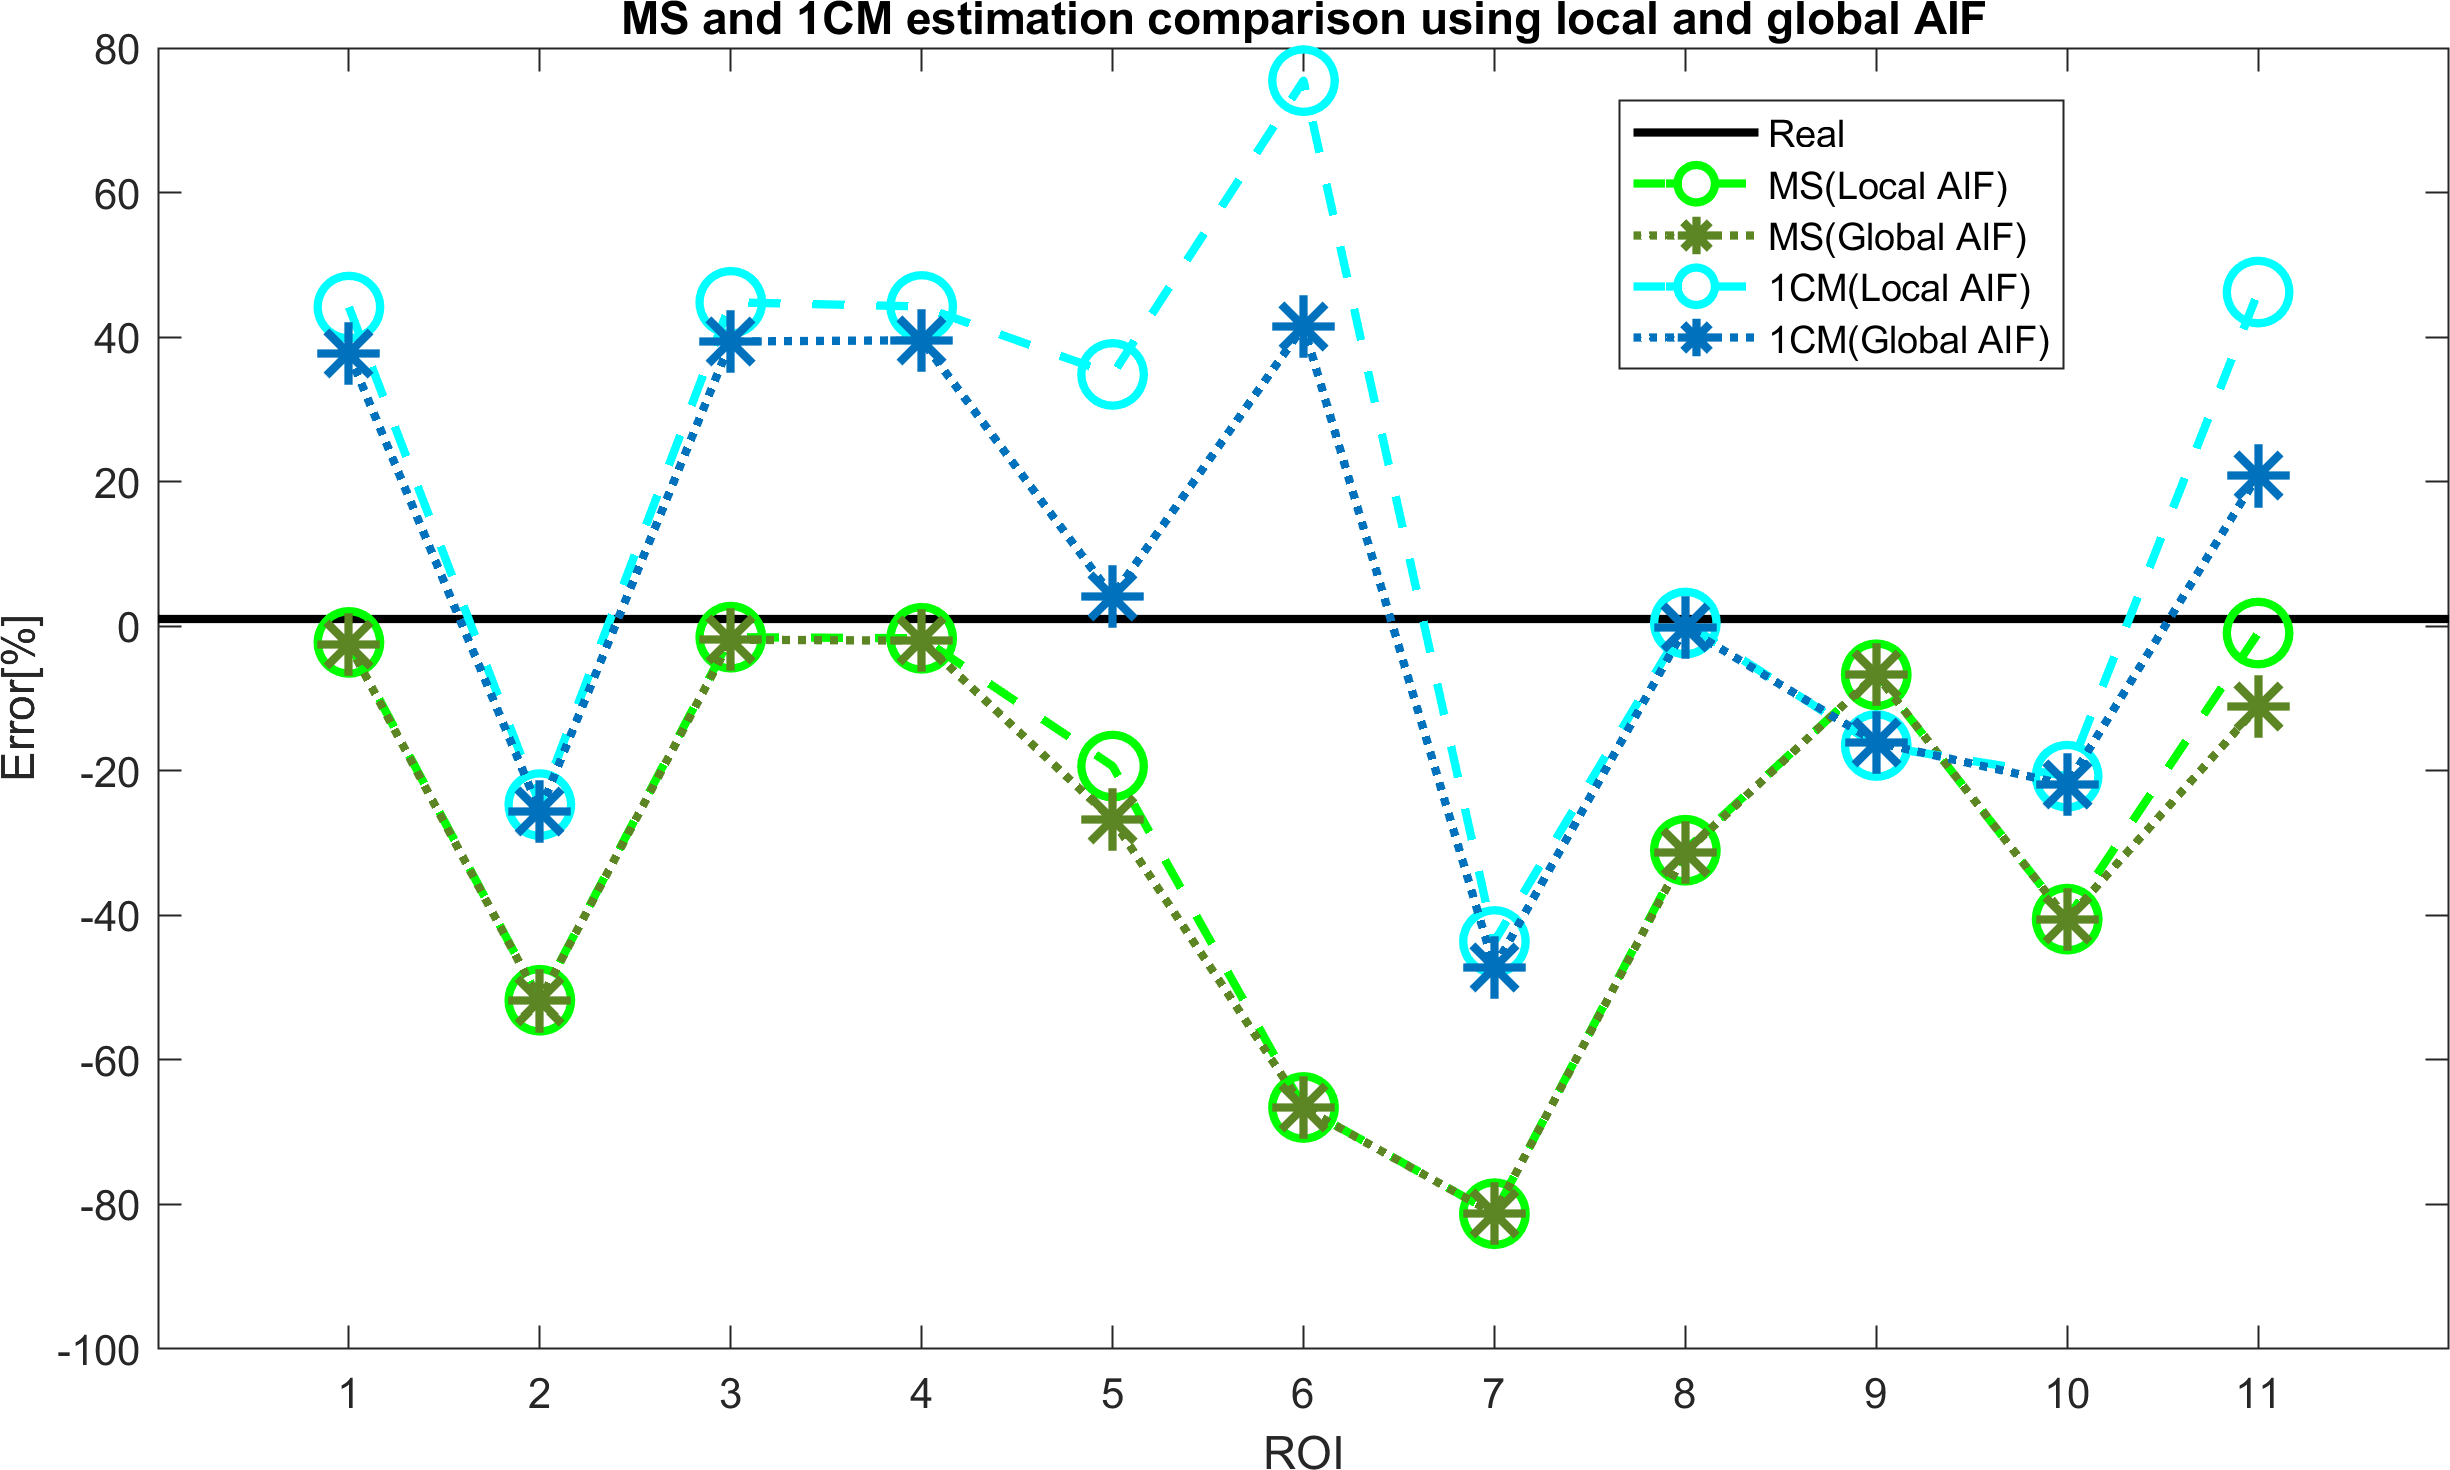 MS and 1CM estimation comparison using local and global AIF
80
60
40
20
0
-20
-40
-60
-80
-100
Error[%]
Real
MS(Local AIF)
MS(Global AIF)
1CM(Local AIF)
1CM(Global AIF)
1 2 3 4 5 6 7 8 9 10 11
ROI